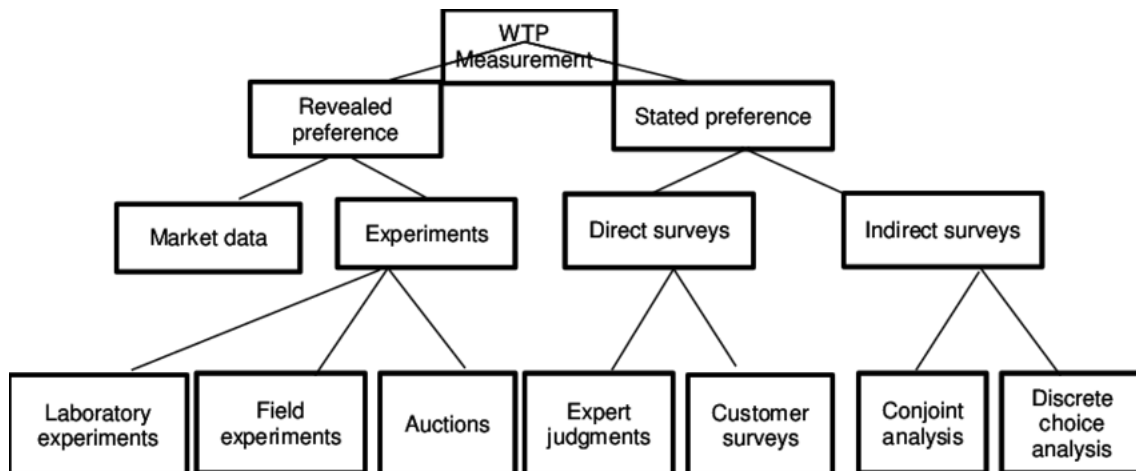 WTP
Measurement
Revealed
preference
Stated preference
Market data
Experiments
Direct surveys
Indirect surveys
Laboratory
experiments
Field
experiments
Auctions
Expert
judgments
Customer
surveys
Conjoint
analysis
Discrete
choice
analysis